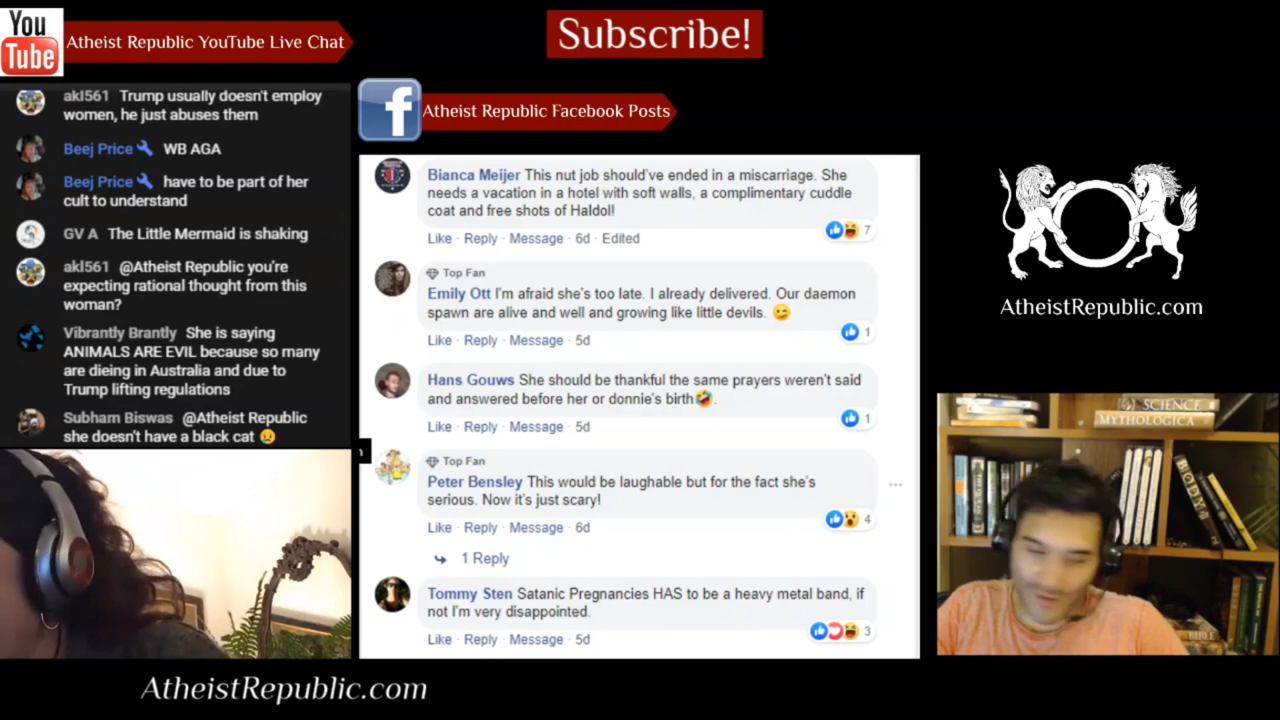 You
Tube
Atheist Republic YouTube Live Chat
Subscribe!
akl561 Trump usually doesn't employ
women, he just abuses them
Beej Price WB AGA
Beej Price have to be part of her
cult to understand
GV A The Little Mermaid is shaking
akl561 @Atheist Republic you're
expecting rational thought from this
woman?
Vibrantly Brantly She is saying
ANIMALS ARE EVIL because so many
are dieing in Australia and due to
Trump lifting regulations
Subham Biswas @Atheist Republic
she doesn't have a black cat 😢
f
Atheist Republic Facebook Posts
Bianca Meijer This nut job should've ended in a miscarriage. She
needs a vacation in a hotel with soft walls, a complimentary cuddle
coat and free shots of Haldol!
7
Like · Reply · Message · 6d · Edited
Top Fan
Emily Ott I'm afraid she's too late. I already delivered. Our daemon
spawn are alive and well and growing like little devils. 😉
1
Like · Reply · Message · 5d
Hans Gouws She should be thankful the same prayers weren't said
and answered before her or donnie's birth🤣.
1
Like · Reply · Message · 5d
Top Fan
Peter Bensley This would be laughable but for the fact she's
serious. Now it's just scary!
4
Like · Reply · Message · 6d
1 Reply
Tommy Sten Satanic Pregnancies HAS to be a heavy metal band, if
not I'm very disappointed.
3
Like · Reply · Message · 5d
AtheistRepublic.com
SCIENCE
MYTHOLOGICA
BIBLE
AtheistRepublic.com